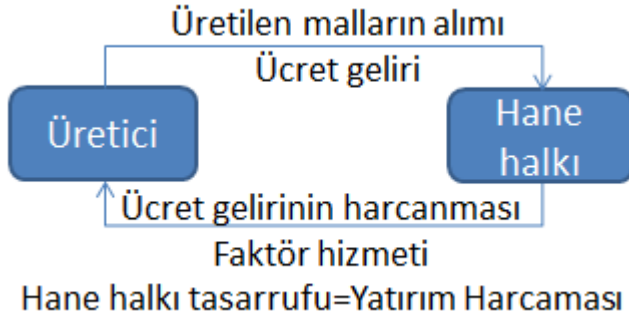 Üretilen malların alımı
Ücret geliri
Üretici
Hane
halkı
Ücret gelirinin harcanması
Faktör hizmeti
Hane halkı tasarrufu=Yatırım Harcaması